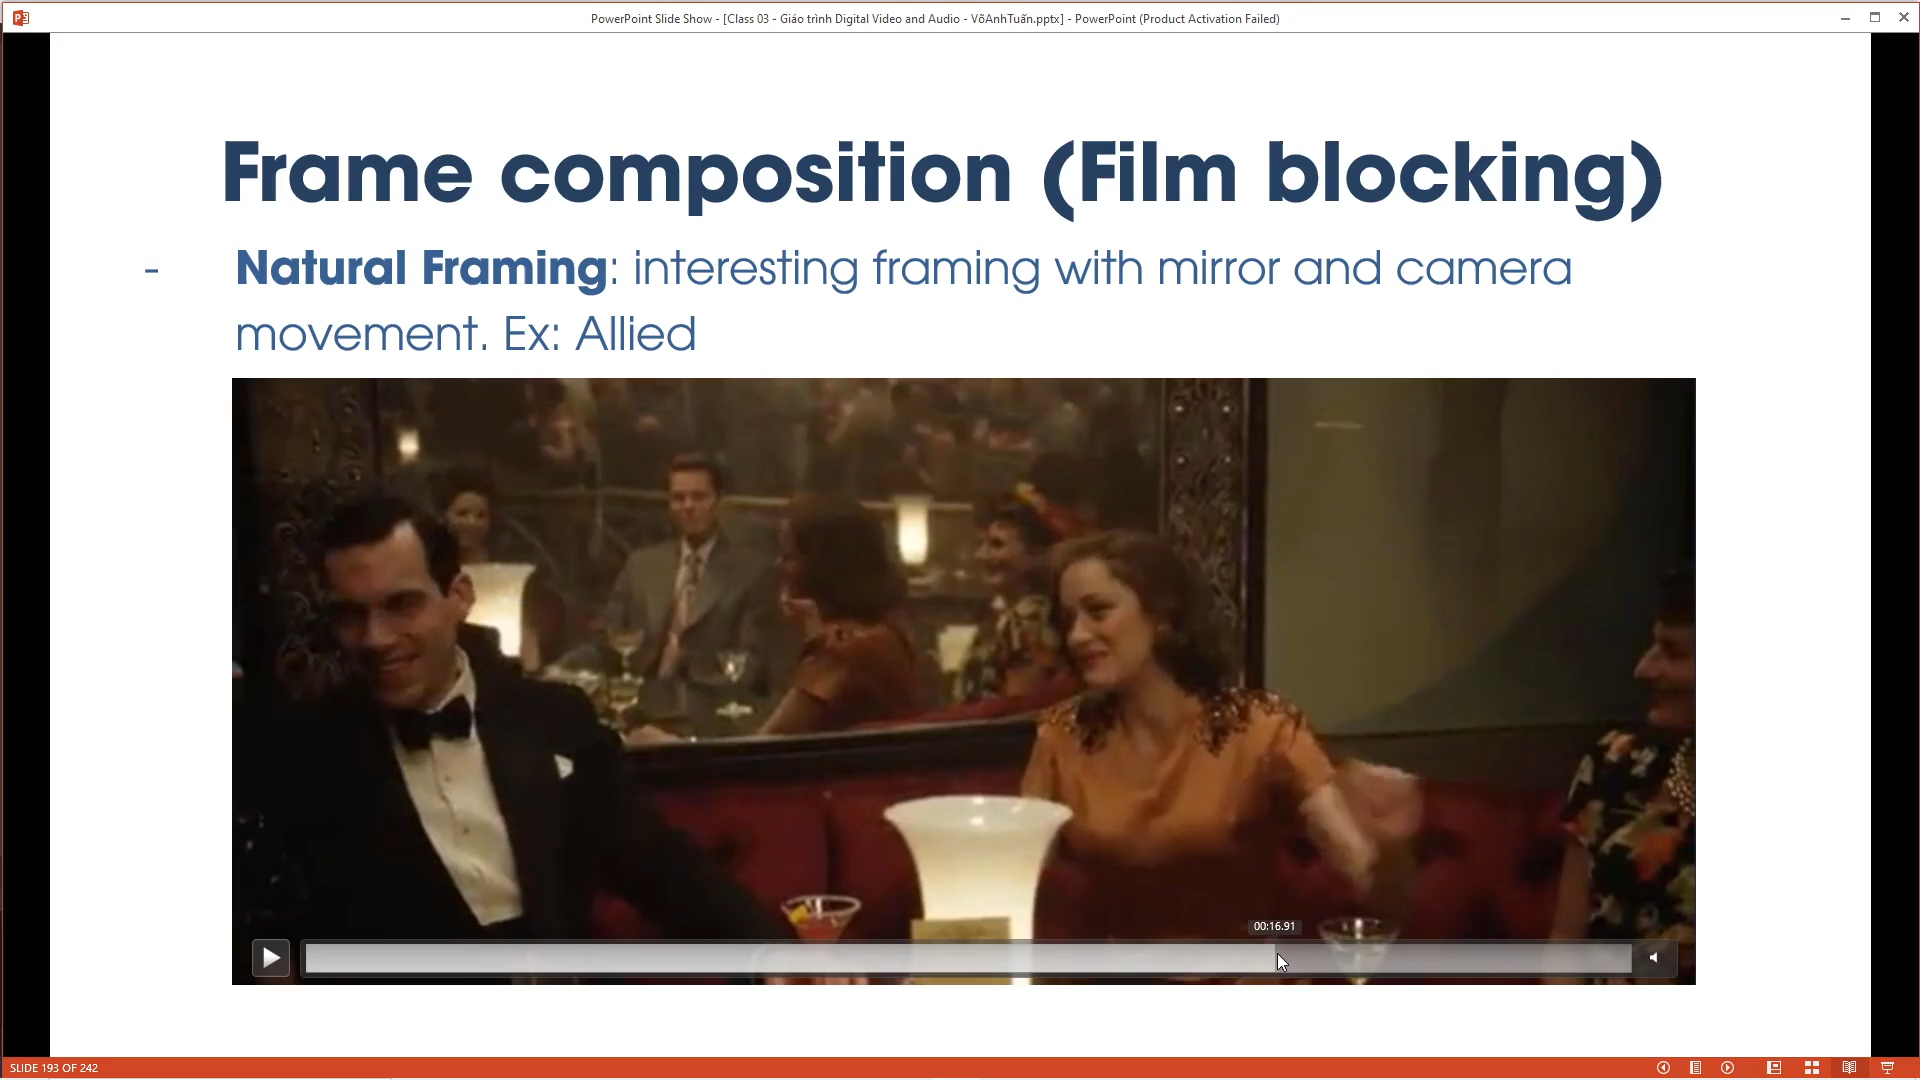 PowerPoint Slide Show - [Class 03 - Giáo trình Digital Video and Audio - VõAnhTuấn.pptx] - PowerPoint (Product Activation Failed)
Frame composition (Film blocking)
- Natural Framing: interesting framing with mirror and camera
movement. Ex: Allied
00:16.91
SLIDE 193 OF 242